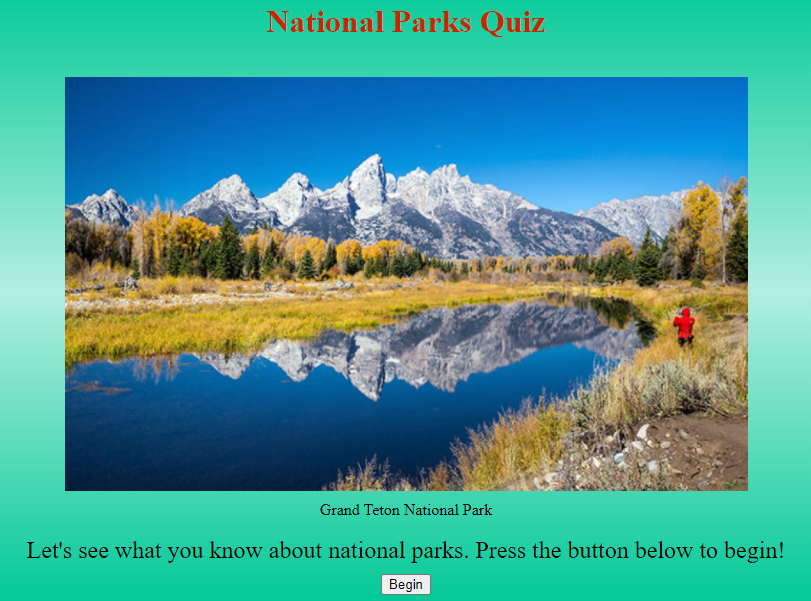 National Parks Quiz
Grand Teton National Park
Let's see what you know about national parks. Press the button below to begin!
Begin